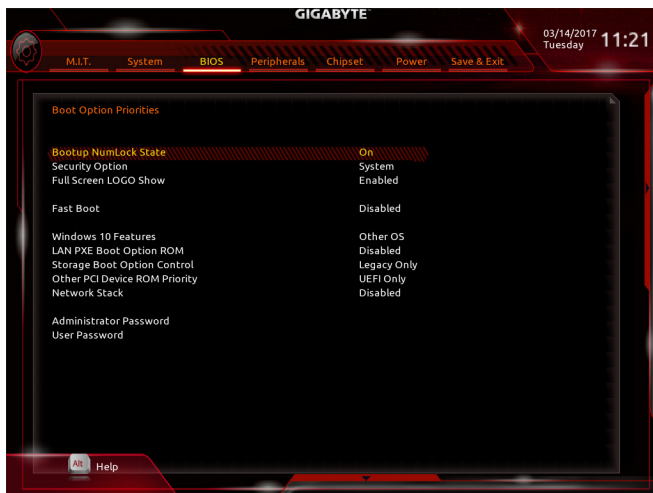 GIGABYTE™
03/14/2017 11:21
Tuesday
M.I.T. System BIOS Peripherals Chipset Power Save & Exit
Boot Option Priorities
Bootup NumLock State On
Security Option System
Full Screen LOGO Show Enabled
Fast Boot Disabled
Windows 10 Features Other OS
LAN PXE Boot Option ROM Disabled
Storage Boot Option Control Legacy Only
Other PCI Device ROM Priority UEFI Only
Network Stack Disabled
Administrator Password
User Password
Alt Help